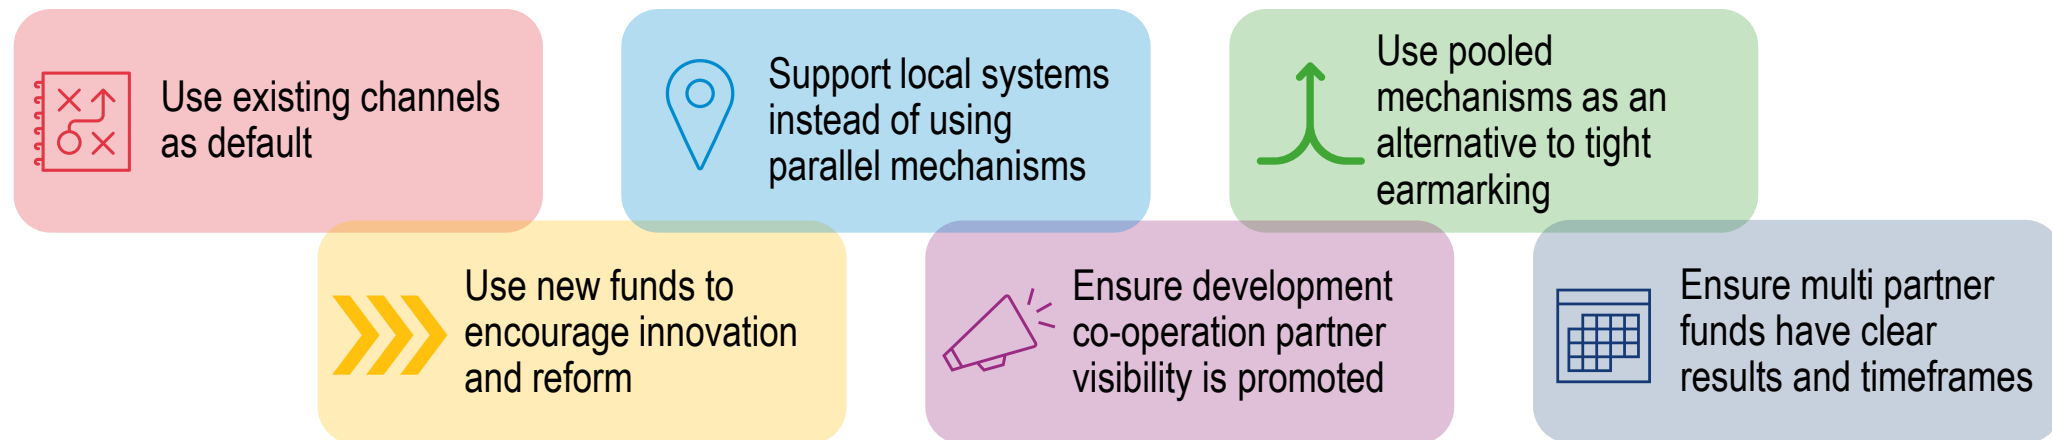 Use existing channels
as default
Use new funds to
encourage innovation
and reform
Support local systems
instead of using
parallel mechanisms
Ensure development
co-operation partner
visibility is promoted
Use pooled
mechanisms as an
alternative to tight
earmarking
Ensure multi partner
funds have clear
results and timeframes